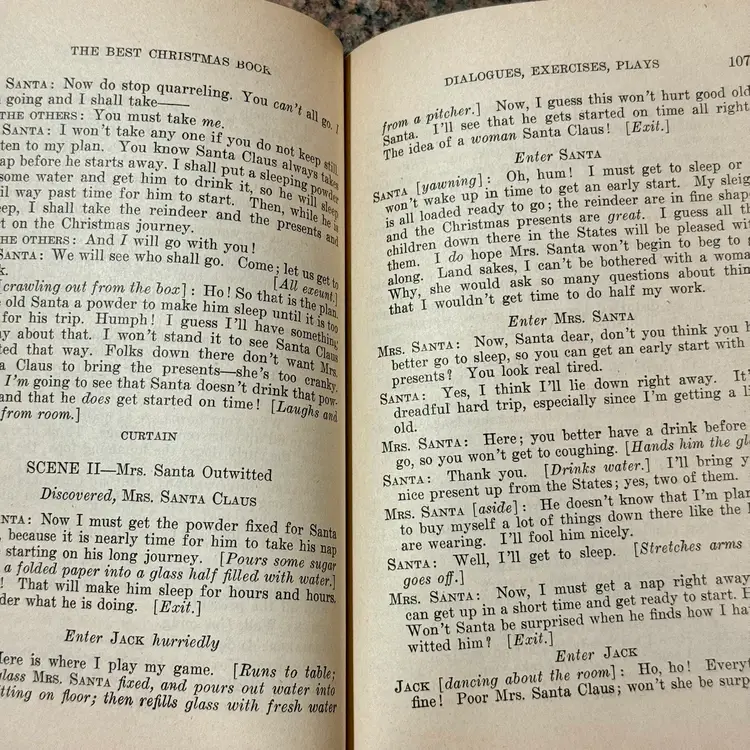 THE BEST CHRISTMAS BOOK
SANTA: Now do stop quarreling. You can't all go. I
going and I shall take——
THE OTHERS: You must take me.
SANTA: I won't take any one if you do not keep still.
ten to my plan. You know Santa Claus always takes
ap before he starts away. I shall put a sleeping powder
some water and get him to drink it, so he will sleep
il way past time for him to start. Then, while he is
eep, I shall take the reindeer and the presents and
t on the Christmas journey.
HE OTHERS: And I will go with you!
SANTA: We will see who shall go. Come; let us get to
k. [All exeunt.]
[crawling out from the box]: Ho! So that is the plan.
e old Santa a powder to make him sleep until it is too
for his trip. Humph! I guess I'll have something
ay about that. I won't stand it to see Santa Claus
ted that way. Folks down there don't want Mrs.
a Claus to bring the presents—she's too cranky.
I'm going to see that Santa doesn't drink that pow-
and that he does get started on time! [Laughs and
from room.]
CURTAIN
SCENE II—Mrs. Santa Outwitted
Discovered, MRS. SANTA CLAUS
NTA: Now I must get the powder fixed for Santa
, because it is nearly time for him to take his nap
starting on his long journey. [Pours some sugar
a folded paper into a glass half filled with water.]
! That will make him sleep for hours and hours.
der what he is doing. [Exit.]
Enter JACK hurriedly
Here is where I play my game. [Runs to table;
glass MRS. SANTA fixed, and pours out water into
itting on floor; then refills glass with fresh water
DIALOGUES, EXERCISES, PLAYS 107
from a pitcher.] Now, I guess this won't hurt good old
Santa. I'll see that he gets started on time all right.
The idea of a woman Santa Claus! [Exit.]
Enter SANTA
SANTA [yawning]: Oh, hum! I must get to sleep or
won't wake up in time to get an early start. My sleig
is all loaded ready to go; the reindeer are in fine shap
and the Christmas presents are great. I guess all th
children down there in the States will be pleased wit
them. I do hope Mrs. Santa won't begin to beg to g
along. Land sakes, I can't be bothered with a woma
Why, she would ask so many questions about thin
that I wouldn't get time to do half my work.
Enter MRS. SANTA
MRS. SANTA: Now, Santa dear, don't you think you h
better go to sleep, so you can get an early start with
presents? You look real tired.
SANTA: Yes, I think I'll lie down right away. It'
dreadful hard trip, especially since I'm getting a li
old.
MRS. SANTA: Here; you better have a drink before
go, so you won't get to coughing. [Hands him the gla
SANTA: Thank you. [Drinks water.] I'll bring y
nice present up from the States; yes, two of them.
MRS. SANTA [aside]: He doesn't know that I'm plan
to buy myself a lot of things down there like the l
are wearing. I'll fool him nicely.
SANTA: Well, I'll get to sleep. [Stretches arms
goes off.]
MRS. SANTA: Now, I must get a nap right away
can get up in a short time and get ready to start. H
Won't Santa be surprised when he finds how I ha
witted him? [Exit.]
Enter JACK
JACK [dancing about the room]: Ho, ho! Everyt
fine! Poor Mrs. Santa Claus; won't she be surp